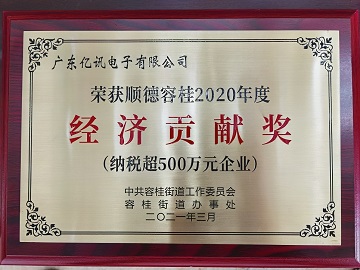 广东亿讯电子有限公司
荣获顺德容桂2020年度
经济贡献奖
(纳税超500万元企业)
中共容桂街道工作委员会
容桂街道办事处
二〇二一年三月